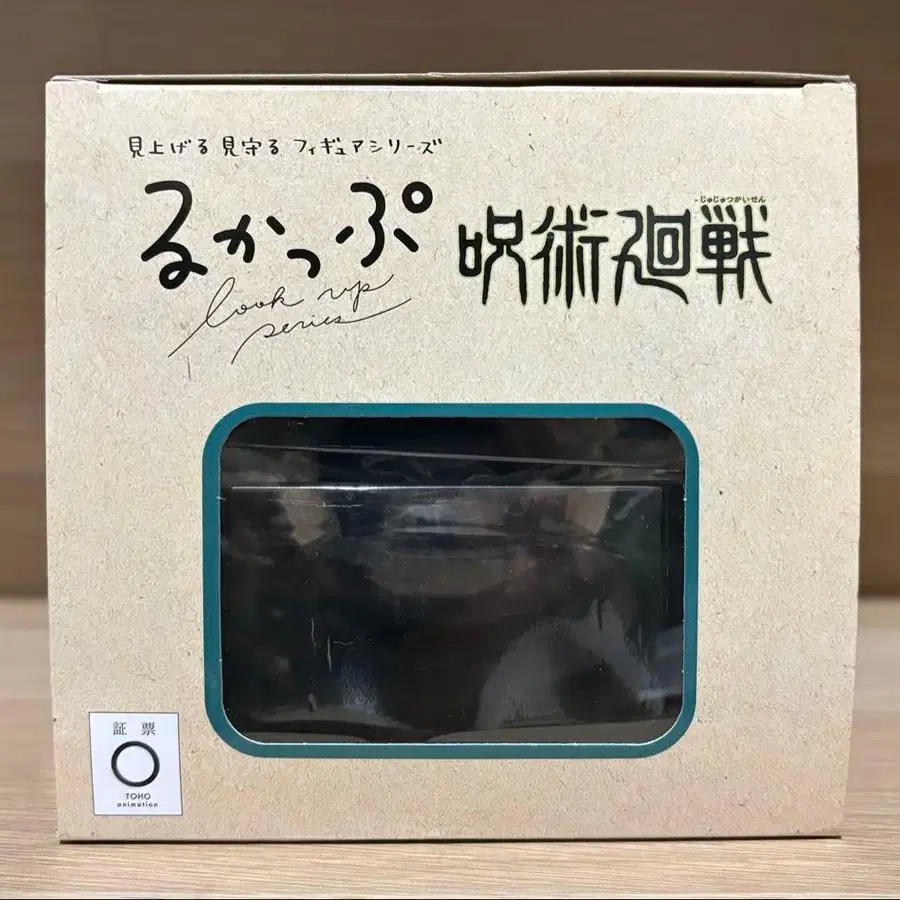 見上げる 見守る フィギュアシリーズ
るかっぷ
look up
series
じゅじゅつかいせん
呪術廻戦
証票
TOHO
animation